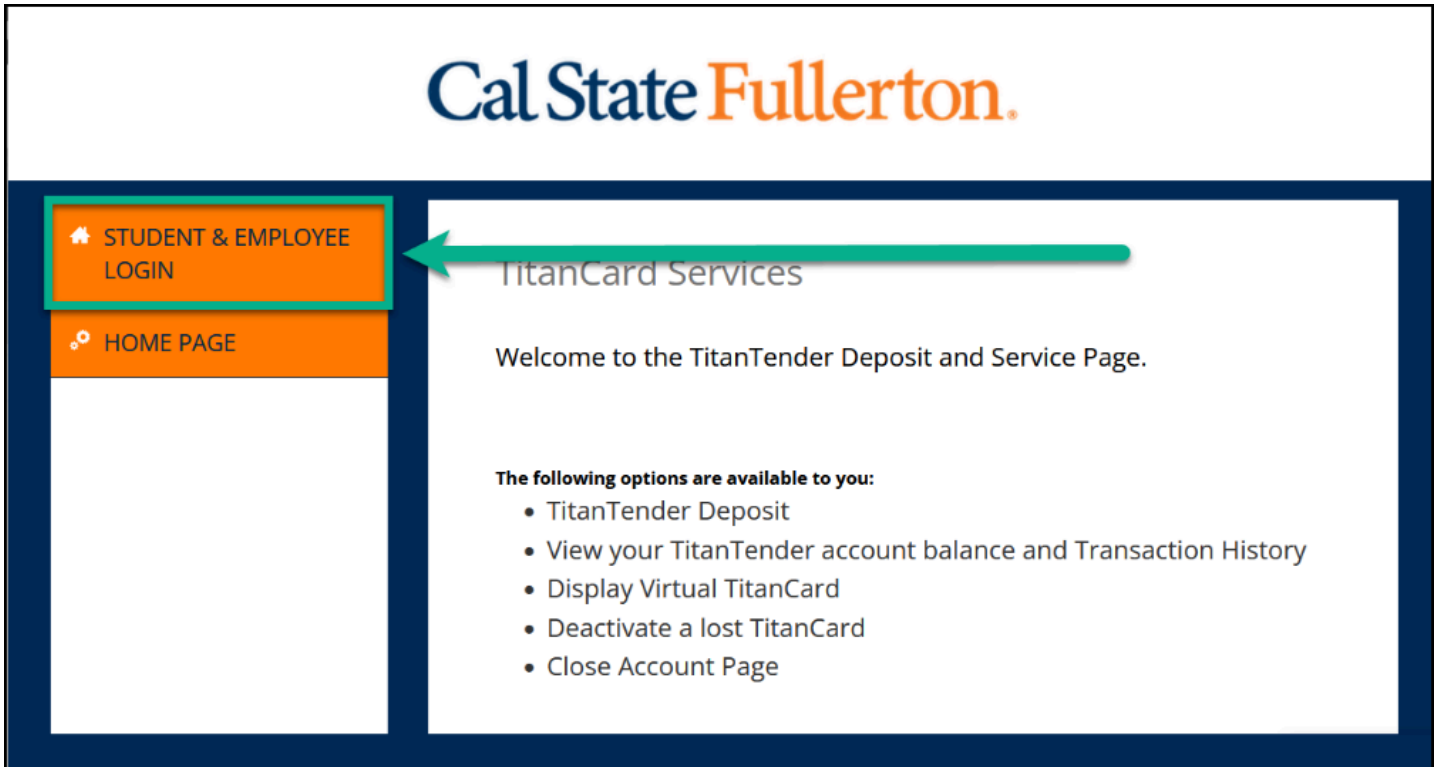 Cal State Fullerton®
STUDENT & EMPLOYEE
LOGIN
HOME PAGE
TitanCard Services
Welcome to the TitanTender Deposit and Service Page.
The following options are available to you:
• TitanTender Deposit
• View your TitanTender account balance and Transaction History
• Display Virtual TitanCard
• Deactivate a lost TitanCard
• Close Account Page